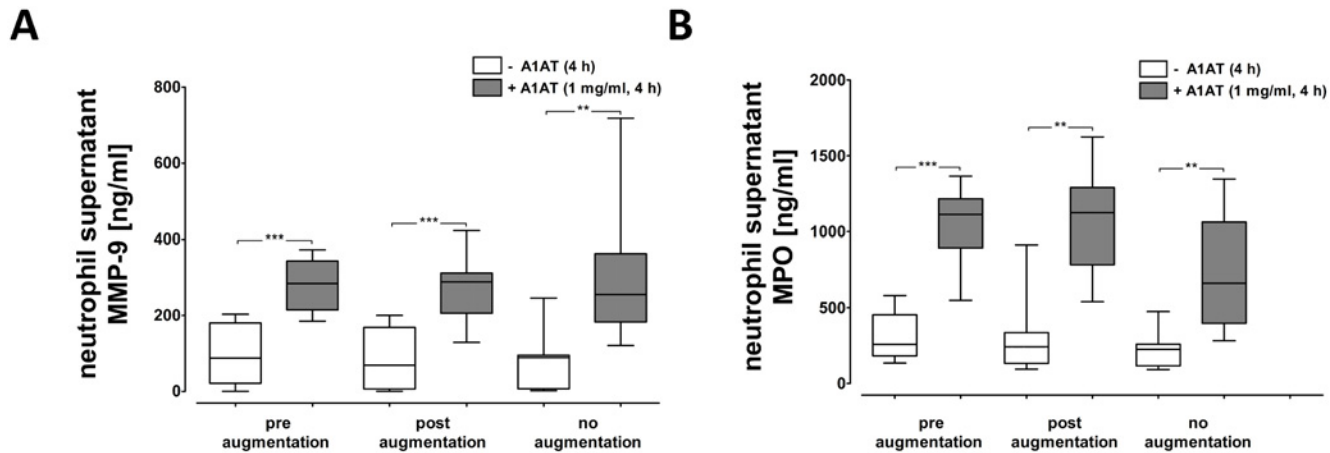 A
- A1AT (4 h)
+ A1AT (1 mg/ml, 4 h)
neutrophil supernatant
MMP-9 [ng/ml]
800
600
400
200
0
***
***
**
pre
augmentation
post
augmentation
no
augmentation
B
- A1AT (4 h)
+ A1AT (1 mg/ml, 4 h)
neutrophil supernatant
MPO [ng/ml]
2000
1500
1000
500
0
***
**
**
pre
augmentation
post
augmentation
no
augmentation